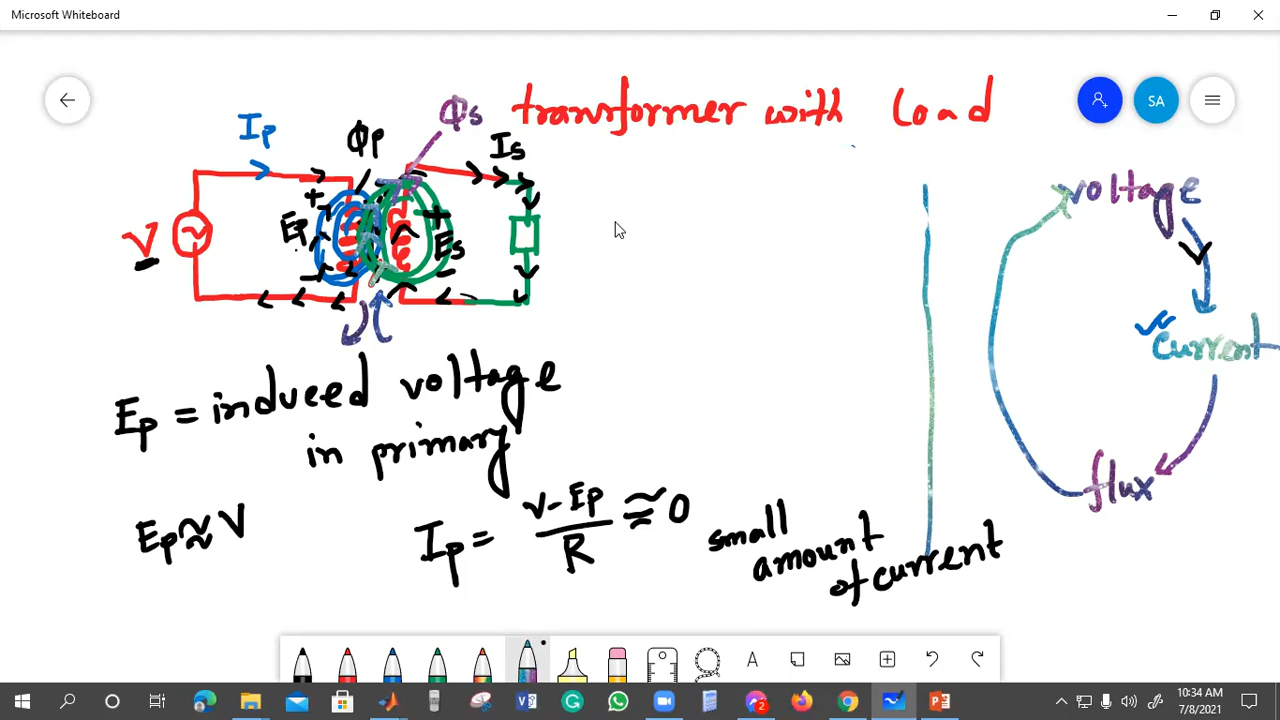 Microsoft Whiteboard
transformer with Load
SA
Ip
Φp
Φs
Is
V
Ep
Es
+
-
+
-
voltage
current
flux
Ep = induced voltage
in primary
Ep ≈ V
Ip = V-Ep / R ≅ 0
small
amount
of current
A
2
10:34 AM
7/8/2021